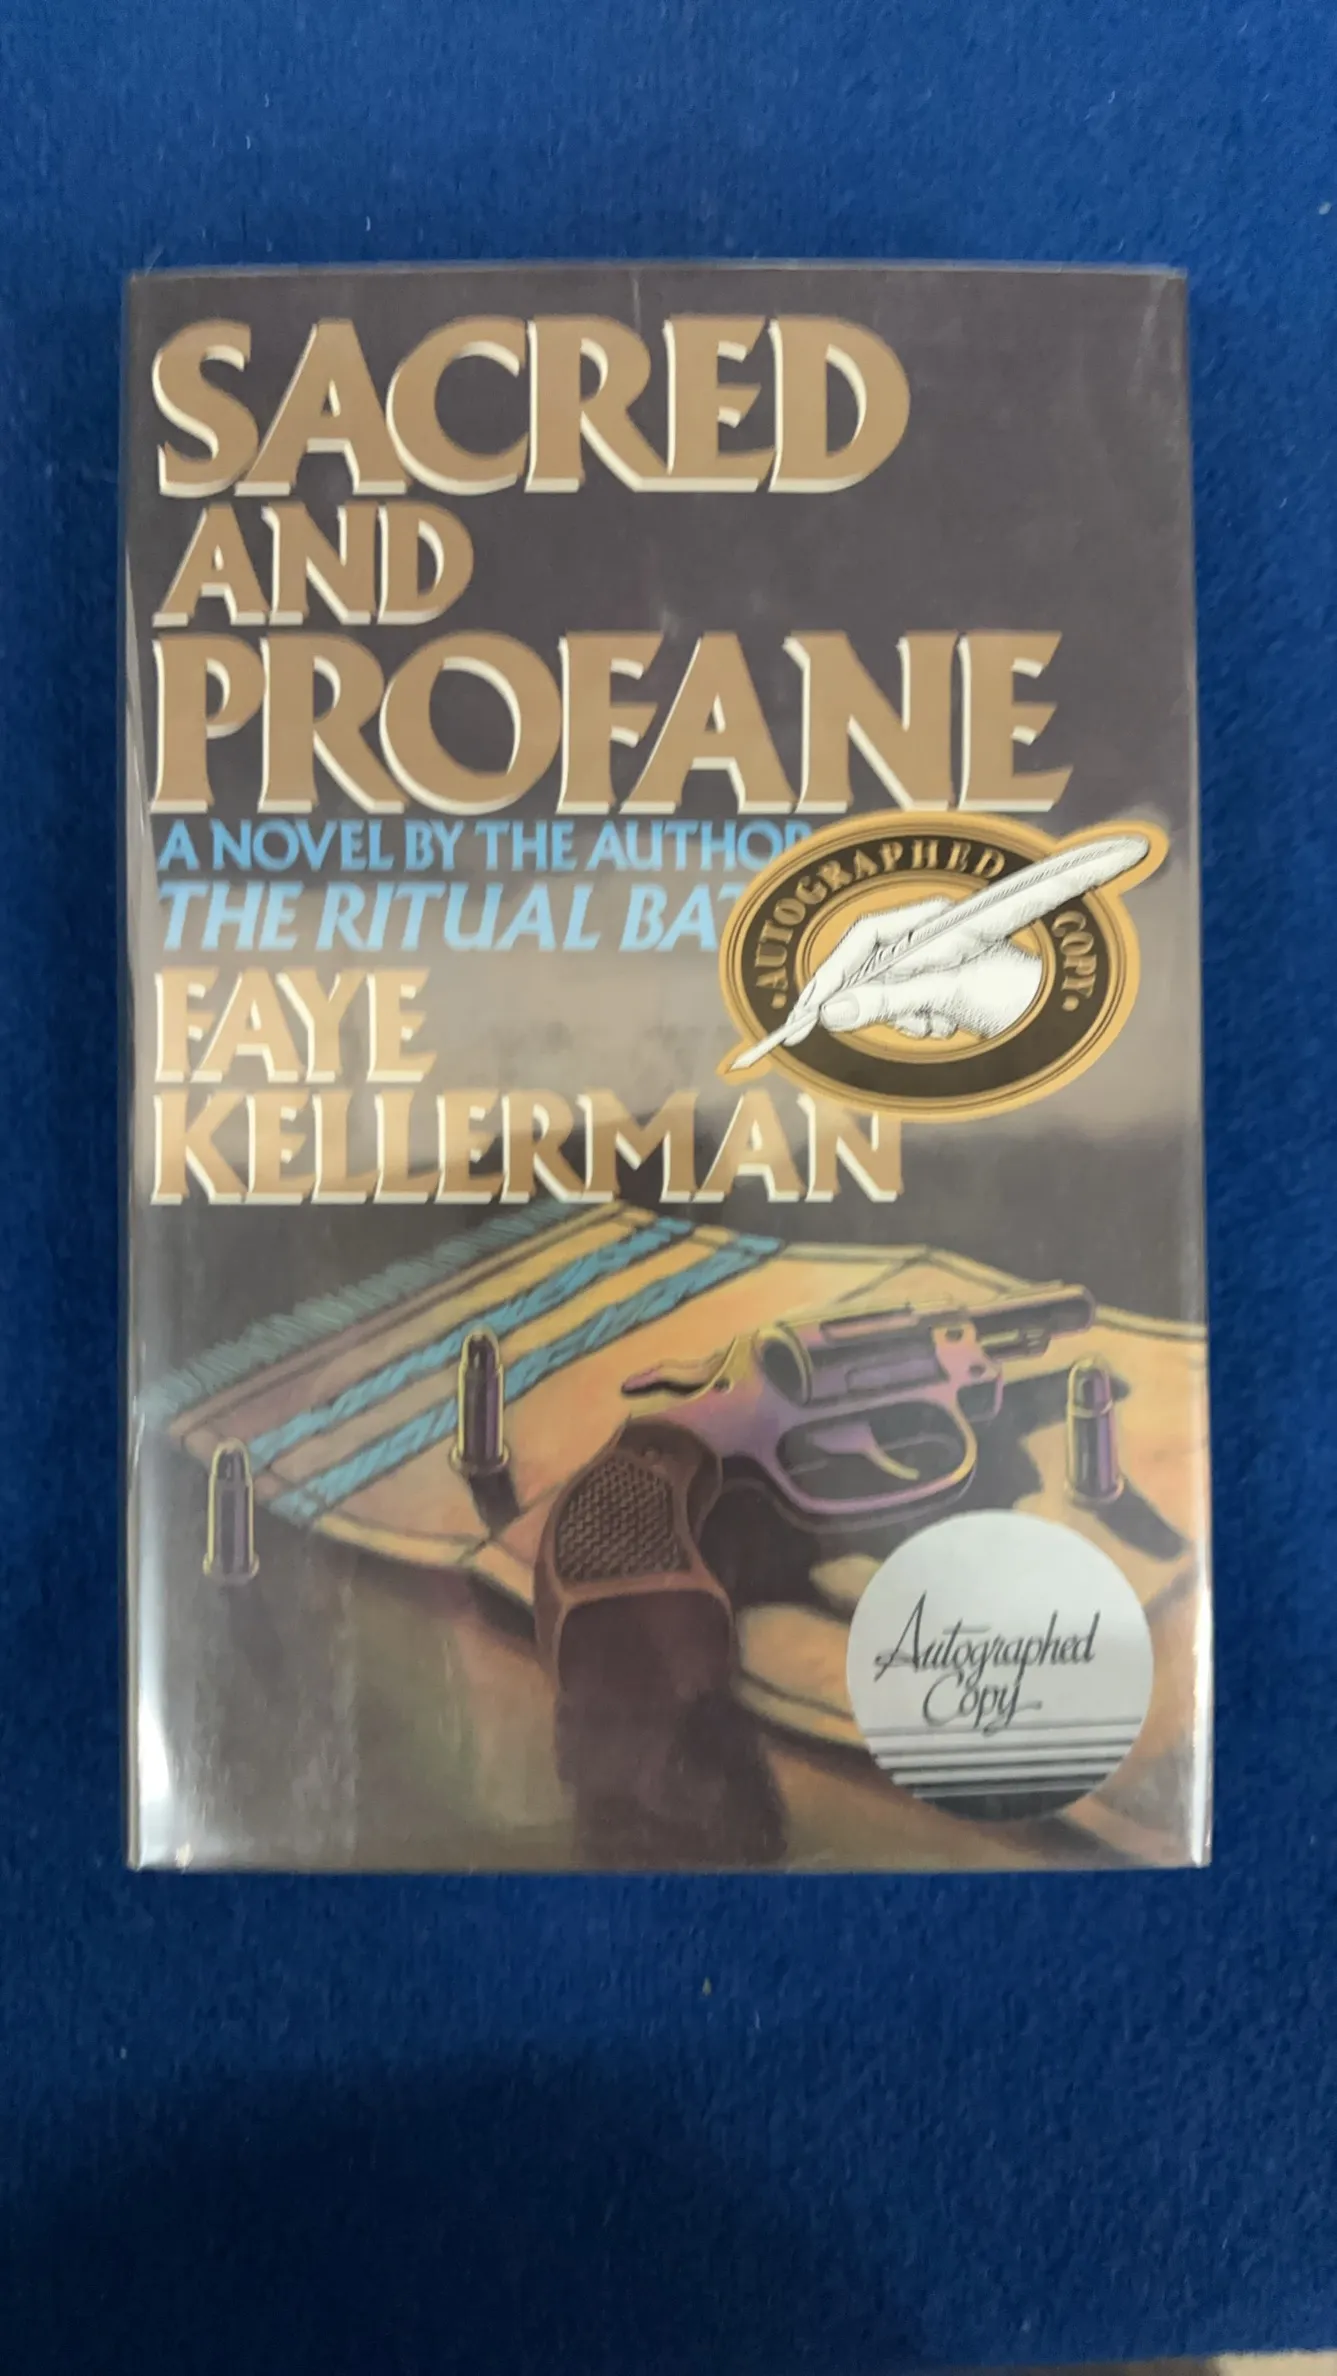 SACRED
AND
PROFANE
A NOVEL BY THE AUTHOR
THE RITUAL BAT
FAYE
KELLERMAN
·AUTOGRAPHED COPY·
Autographed
Copy